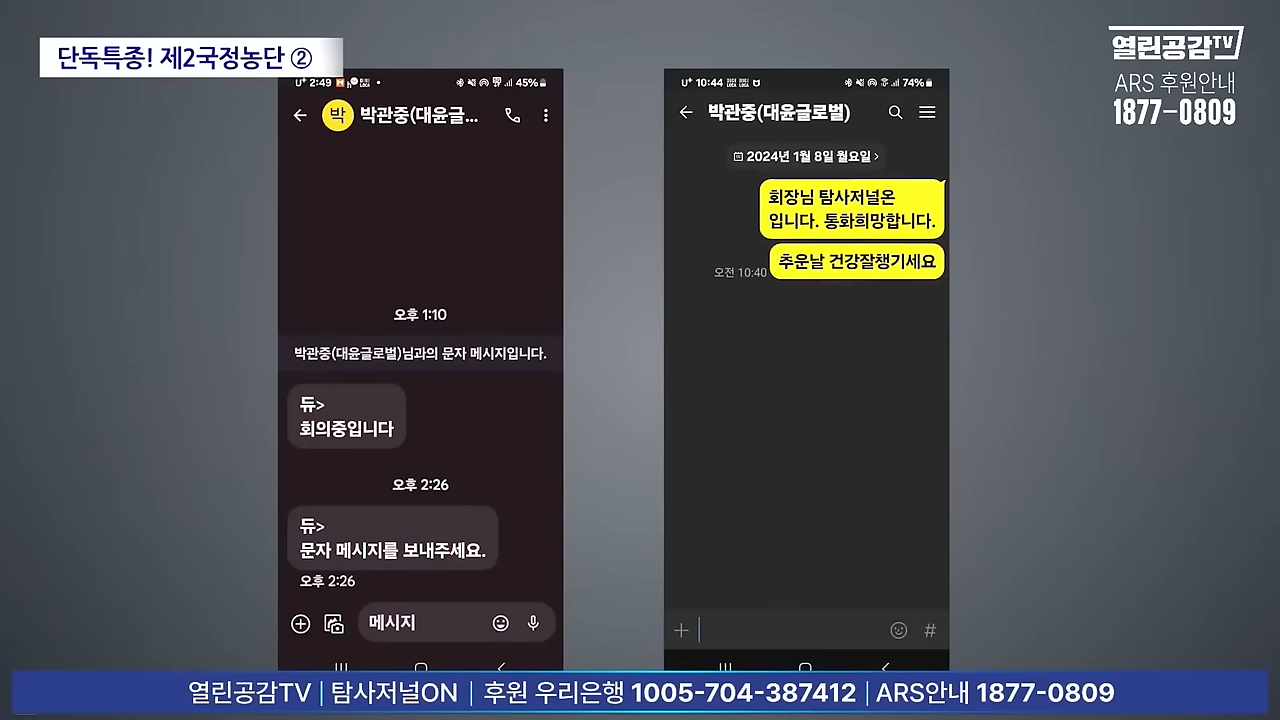 단독특종! 제2국정농단 ②
열린공감TV
ARS 후원안내
1877-0809
U+ 2:49
45%
박
박관중(대윤글...
오후 1:10
박관중(대윤글로벌)님과의 문자 메시지입니다.
듀>
회의중입니다
오후 2:26
듀>
문자 메시지를 보내주세요.
오후 2:26
메시지
U+ 10:44
74%
박관중(대윤글로벌)
2024년 1월 8일 월요일 >
회장님 탐사저널온
입니다. 통화희망합니다.
추운날 건강잘챙기세요
오전 10:40
#
열린공감TV | 탐사저널ON | 후원 우리은행 1005-704-387412 | ARS안내 1877-0809